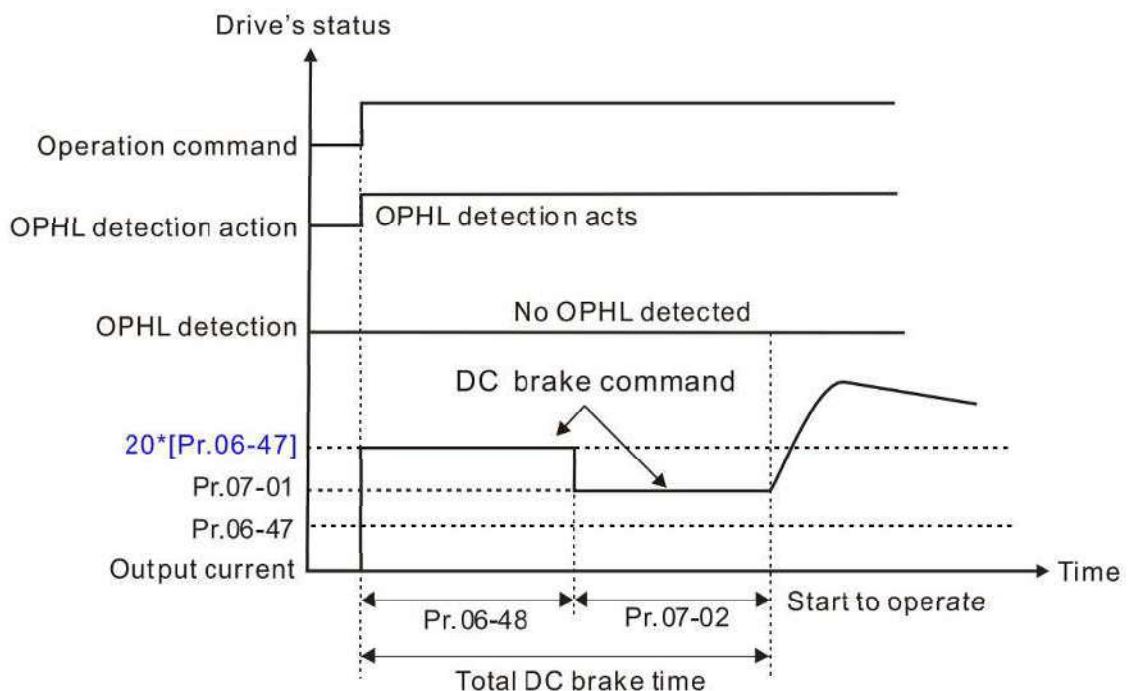 Drive's status
Operation command
OPHL detection action
OPHL detection acts
OPHL detection
No OPHL detected
DC brake command
20*[Pr.06-47]
Pr.07-01
Pr.06-47
Output current
Time
Pr.06-48
Pr.07-02
Start to operate
Total DC brake time